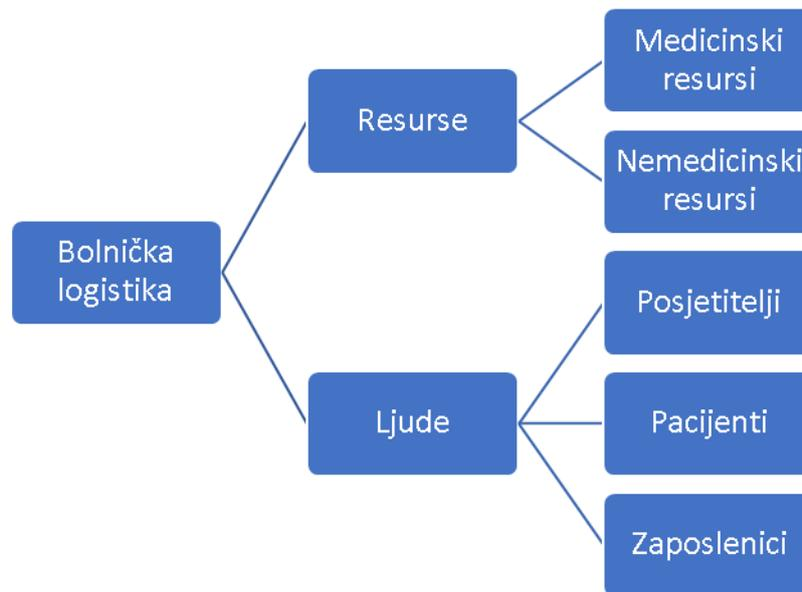 Bolnička
logistika
Resurse
Medicinski
resursi
Nemedicinski
resursi
Ljude
Posjetitelji
Pacijenti
Zaposlenici